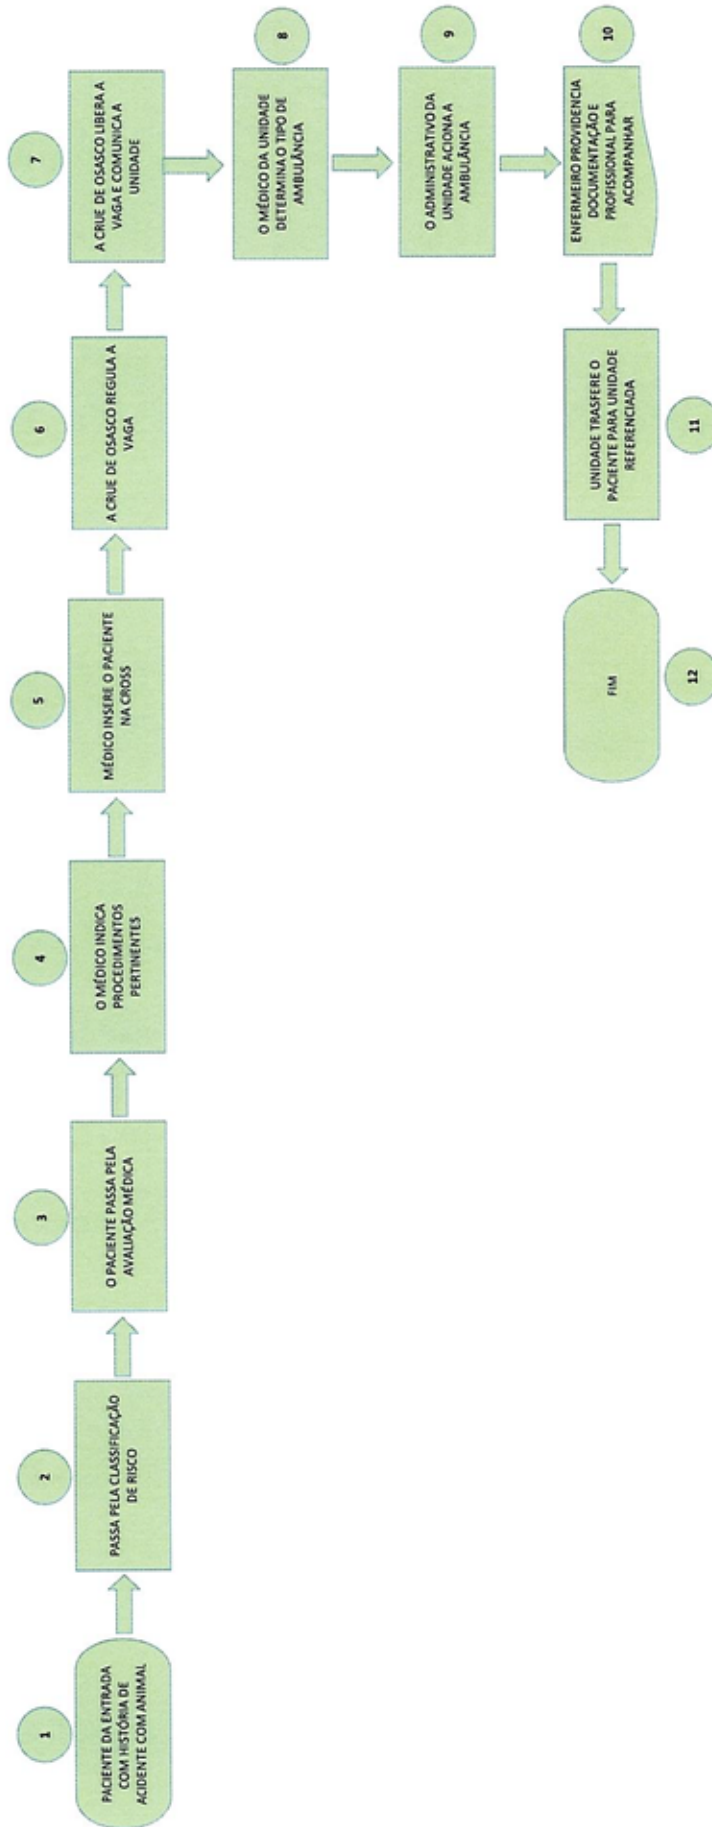 1
PACIENTE DA ENTRADA
COM HISTÓRIA DE
ACIDENTE COM ANIMAL
2
PASSA PELA CLASSIFICAÇÃO
DE RISCO
3
O PACIENTE PASSA PELA
AVALIAÇÃO MÉDICA
4
O MÉDICO INDICA
PROCEDIMENTOS
PERTINENTES
5
MÉDICO INSERE O PACIENTE
NA CROSS
6
A CRUE DE OSASCO REGULA A
VAGA
7
A CRUE DE OSASCO LIBERA A
VAGA E COMUNICA A
UNIDADE
8
O MÉDICO DA UNIDADE
DETERMINA O TIPO DE
AMBULÂNCIA
9
O ADMINISTRATIVO DA
UNIDADE ACIONA A
AMBULÂNCIA
10
ENFERMEIRO PROVIDENCIA
DOCUMENTAÇÃO E
PROFISSIONAL PARA
ACOMPANHAR
11
UNIDADE TRASFERE O
PACIENTE PARA UNIDADE
REFERENCIADA
12
FIM